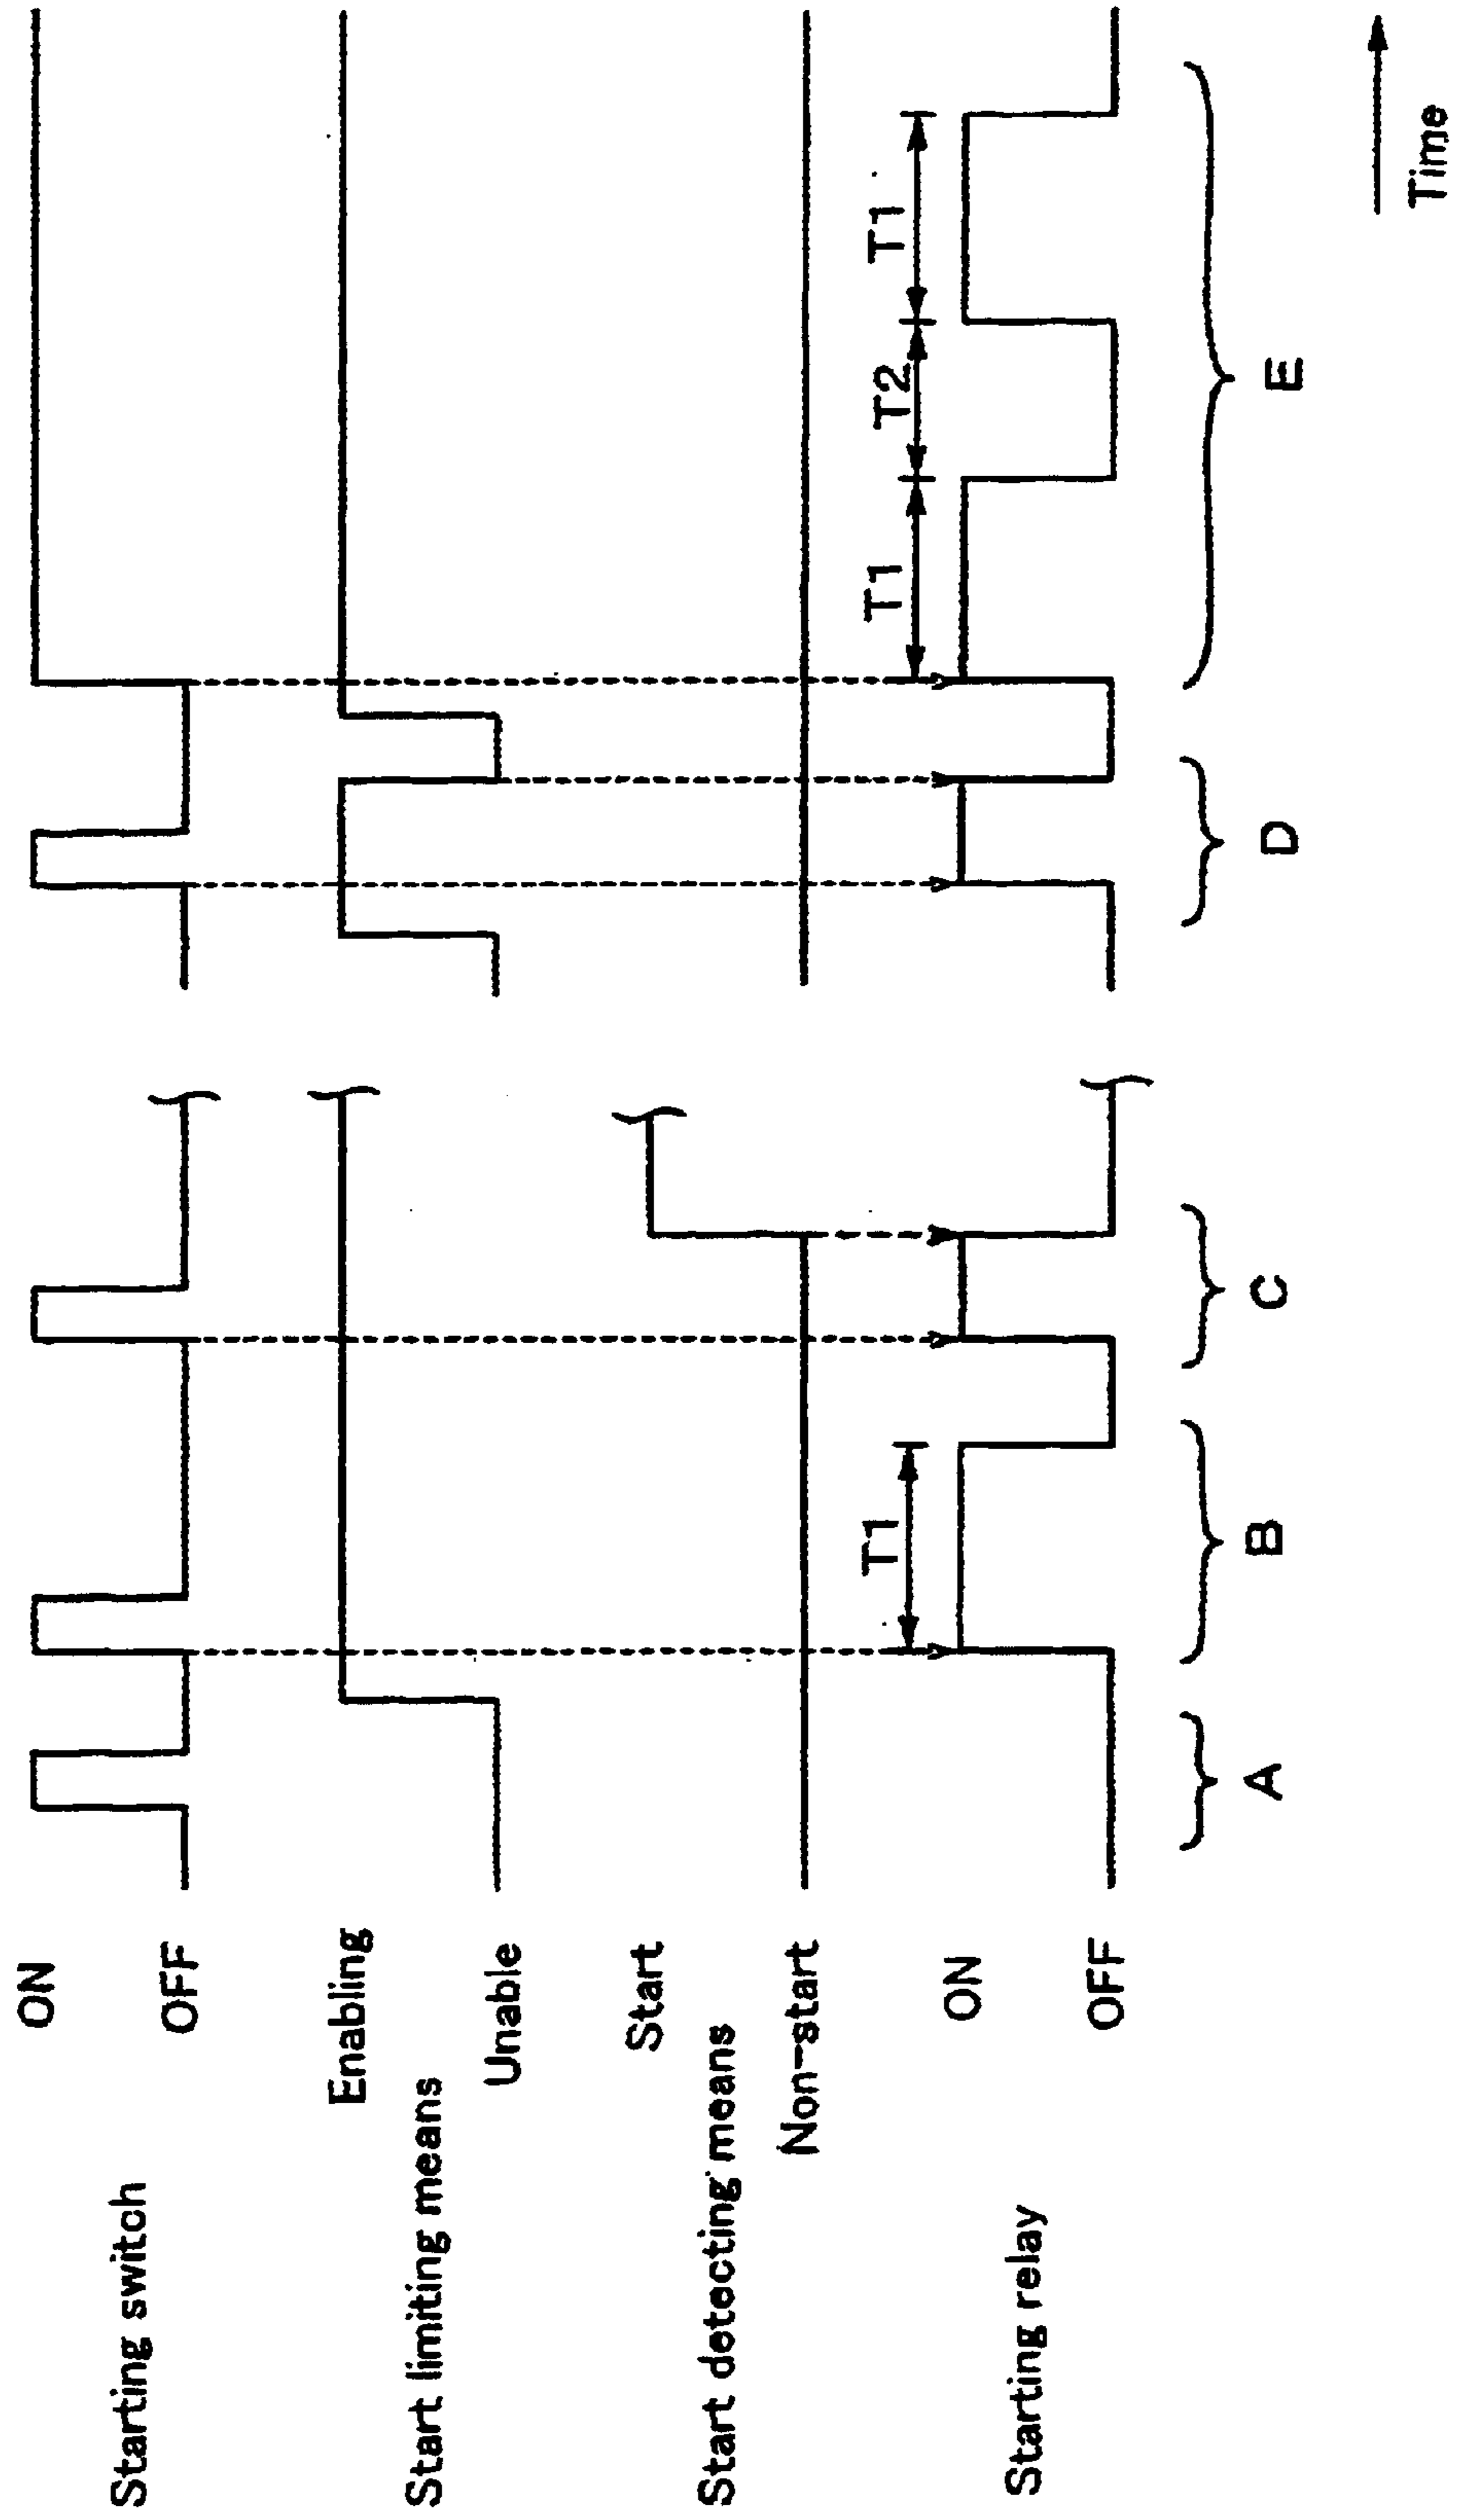 Starting switch
ON
OFF
Start limiting means
Enabling
Unable
Start detecting means
Start
Non-start
Starting relay
ON
OFF
T1
T1
T2
T1
A
B
C
D
E
Time